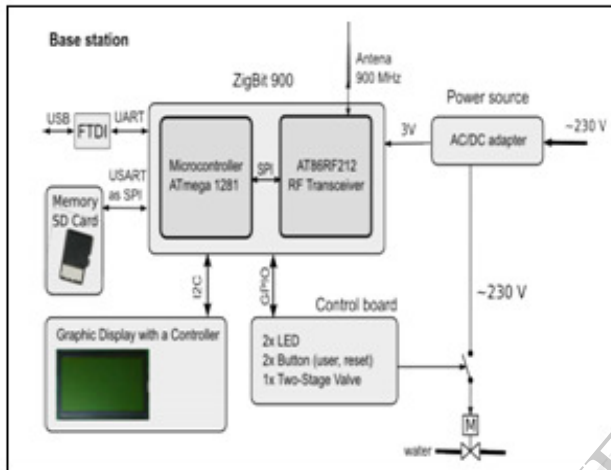 Base station
Antena
900 MHz
ZigBit 900
Power source
USB
FTDI
UART
3V
AC/DC adapter
~230 V
Microcontroller
ATmega 1281
SPI
AT86RF212
RF Transceiver
USART
as SPI
Memory
SD Card
I2C
GPIO
~230 V
Control board
Graphic Display with a Controller
2x LED
2x Button (user, reset)
1x Two-Stage Valve
M
water